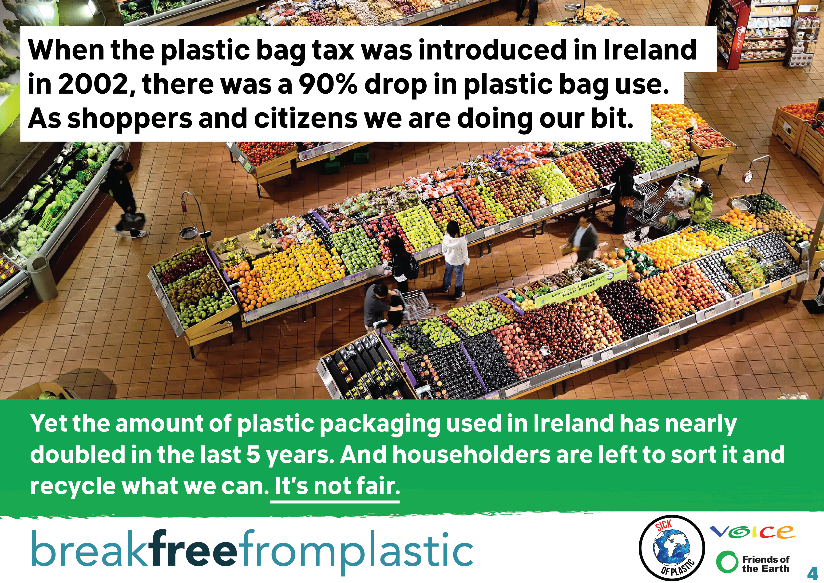 When the plastic bag tax was introduced in Ireland
in 2002, there was a 90% drop in plastic bag use.
As shoppers and citizens we are doing our bit.
Yet the amount of plastic packaging used in Ireland has nearly
doubled in the last 5 years. And householders are left to sort it and
recycle what we can. It's not fair.
breakfreefromplastic
SICK
OF PLASTIC
VOICE
Friends of
the Earth
4